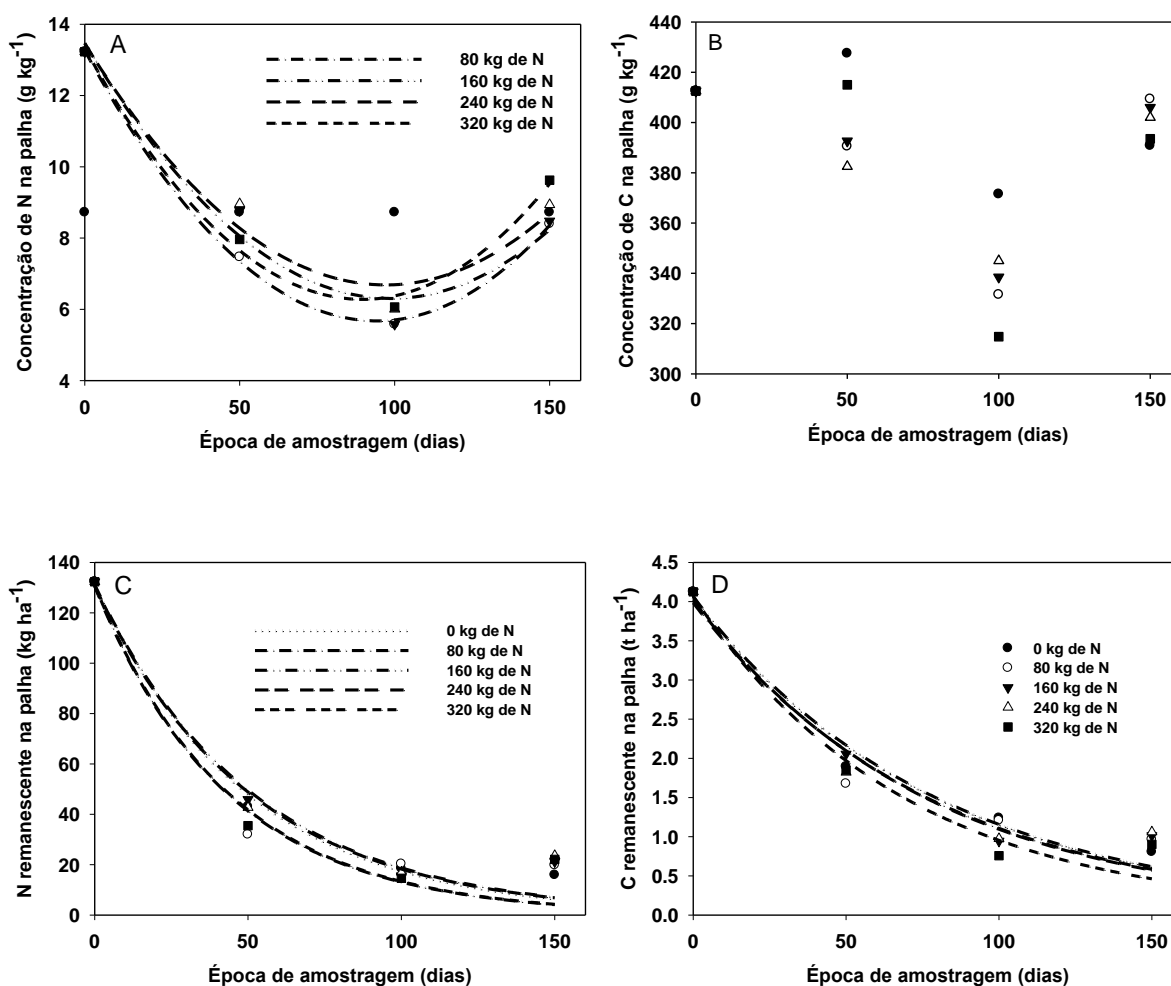 A
Concentração de N na palha (g kg-1)
14
12
10
8
6
4
80 kg de N
160 kg de N
240 kg de N
320 kg de N
0 50 100 150
Época de amostragem (dias)
B
Concentração de C na palha (g kg-1)
420
400
380
360
340
320
300
0 50 100 150
Época de amostragem (dias)
C
N remanescente na palha (kg ha-1)
140
120
100
80
60
40
20
0
0 kg de N
80 kg de N
160 kg de N
240 kg de N
320 kg de N
0 50 100 150
Época de amostragem (dias)
D
C remanescente na palha (t ha-1)
4.5
4.0
3.5
3.0
2.5
2.0
1.5
1.0
0.5
0.0
0 kg de N
80 kg de N
160 kg de N
240 kg de N
320 kg de N
0 50 100 150
Época de amostragem (dias)